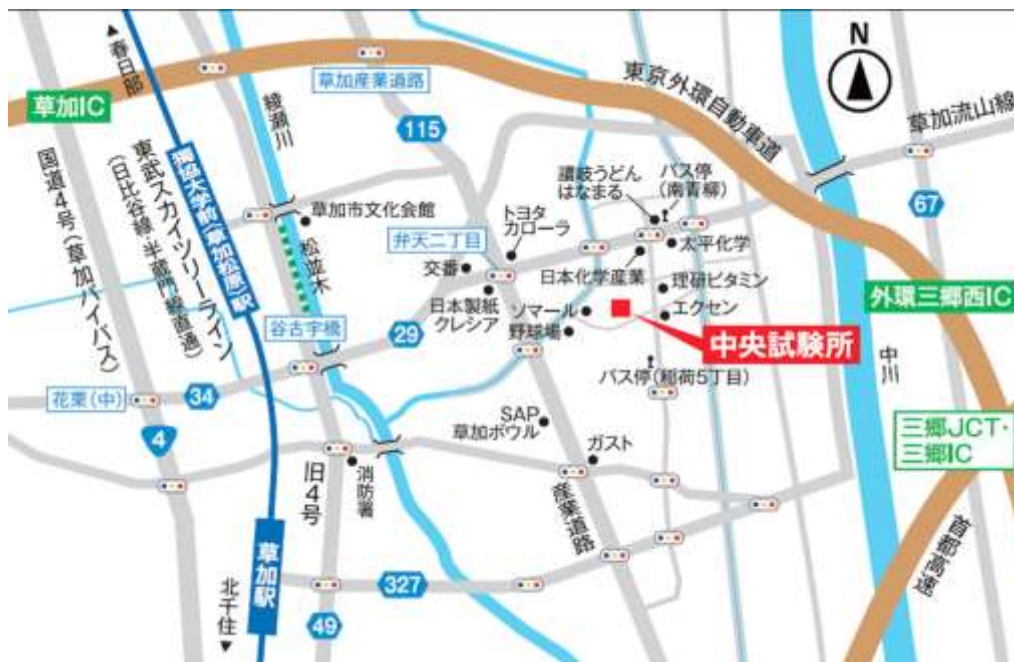 N
▲春日部
草加IC
草加産業道路
綾瀬川
115
東京外環自動車道
草加流山線
67
国道4号(草加バイパス)
東武スカイツリーライン
(日比谷線・半蔵門線直通)
獨協大学前(草加松原)駅
草加市文化会館
松並木
讃岐うどん
はなまる
バス停
(南青柳)
トヨタ
カローラ
弁天二丁目
交番
太平化学
日本化学産業
日本製紙
クレシア
理研ビタミン
ソマール
エクセン
野球場
中央試験所
外環三郷西IC
谷古宇橋
29
バス停(稲荷5丁目)
中川
花栗(中)
34
4
SAP
草加ボウル
ガスト
三郷JCT・
三郷IC
旧4号
消防署
産業道路
首都高速
草加駅
327
49
北千住▼